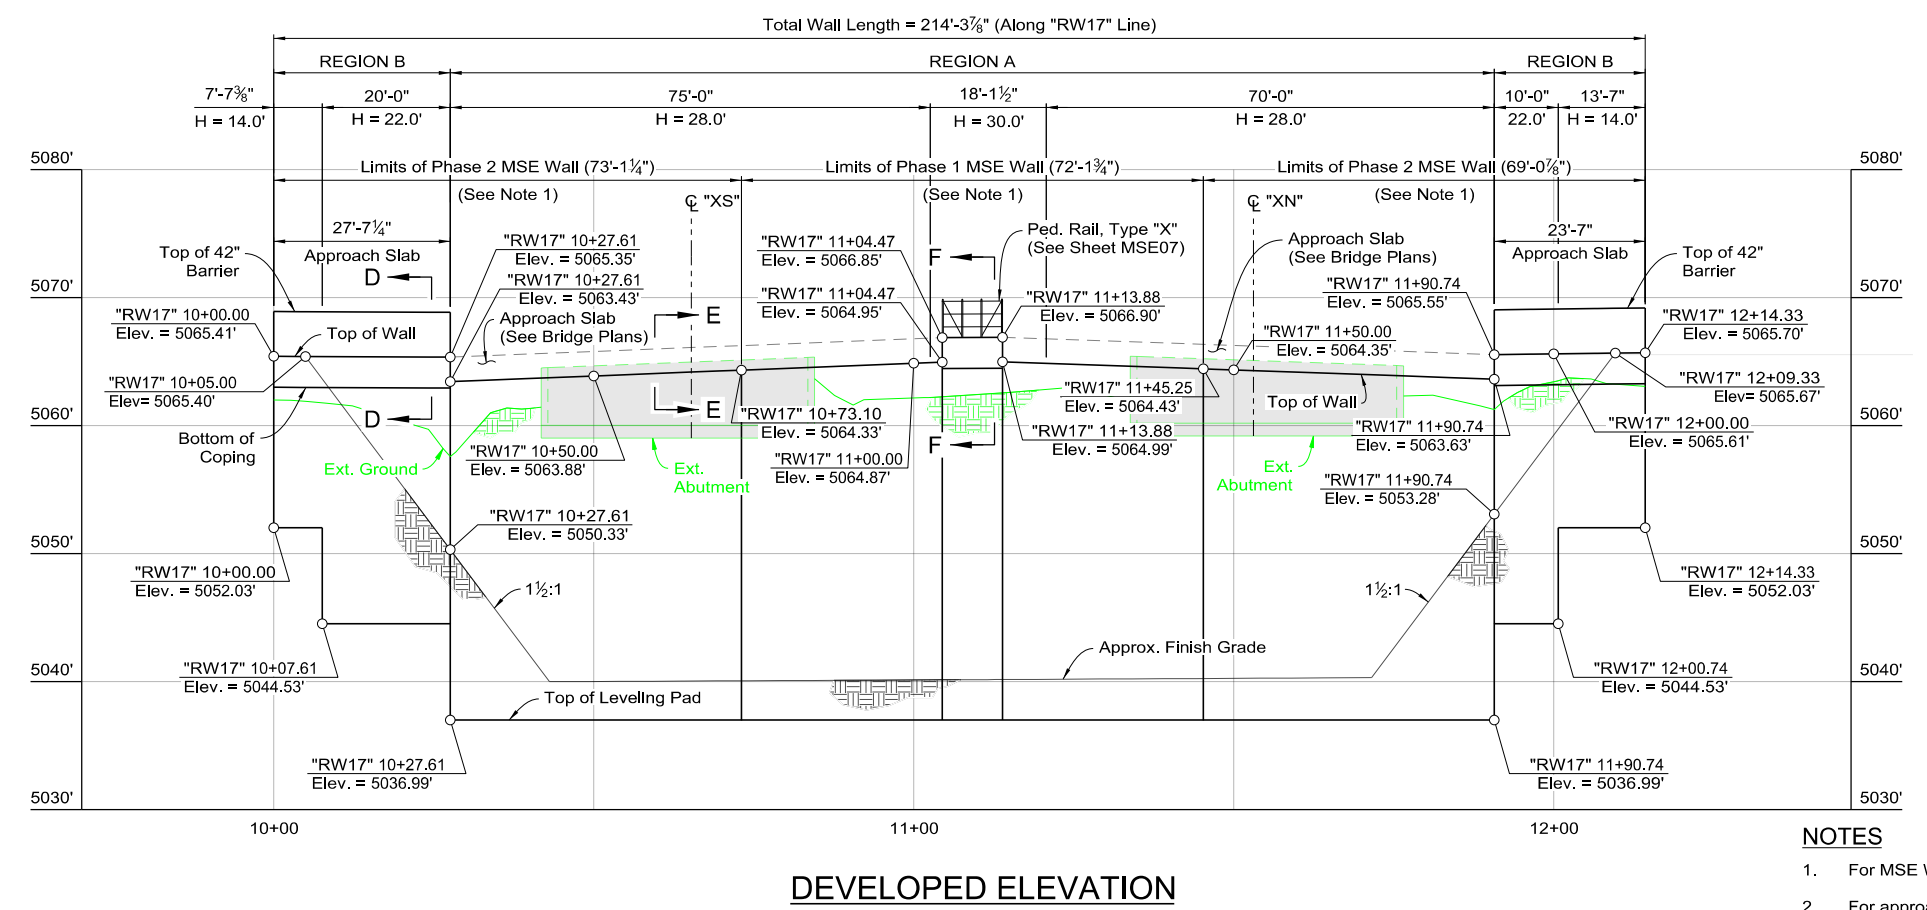 Total Wall Length = 214'-3⅞" (Along "RW17" Line)
REGION B
REGION A
REGION B
7'-7⅜"
20'-0"
75'-0"
18'-1½"
70'-0"
10'-0"
13'-7"
H = 14.0'
H = 22.0'
H = 28.0'
H = 30.0'
H = 28.0'
22.0'
H = 14.0'
5080'
Limits of Phase 2 MSE Wall (73'-1¼")
Limits of Phase 1 MSE Wall (72'-1¾")
Limits of Phase 2 MSE Wall (69'-0⅞")
5080'
(See Note 1)
(See Note 1)
(See Note 1)
℄ "XS"
℄ "XN"
27'-7¼"
Approach Slab
23'-7"
Approach Slab
Top of 42"
Barrier
D
"RW17" 10+27.61
Elev. = 5065.35'
"RW17" 10+27.61
Elev. = 5063.43'
"RW17" 11+04.47
Elev. = 5066.85'
"RW17" 11+04.47
Elev. = 5064.95'
F
Ped. Rail, Type "X"
(See Sheet MSE07)
Approach Slab
(See Bridge Plans)
"RW17" 11+90.74
Elev. = 5065.55'
Top of 42"
Barrier
5070'
5070'
"RW17" 10+00.00
Elev. = 5065.41'
Top of Wall
Approach Slab
(See Bridge Plans)
E
"RW17" 11+13.88
Elev. = 5066.90'
"RW17" 11+50.00
Elev. = 5064.35'
"RW17" 12+14.33
Elev. = 5065.70'
"RW17" 10+05.00
Elev= 5065.40'
"RW17" 11+45.25
Elev. = 5064.43'
Top of Wall
"RW17" 12+09.33
Elev= 5065.67'
5060'
D
E
"RW17" 10+73.10
Elev. = 5064.33'
"RW17" 11+13.88
Elev. = 5064.99'
"RW17" 11+90.74
Elev. = 5063.63'
"RW17" 12+00.00
Elev. = 5065.61'
5060'
Bottom of
Coping
F
Ext. Ground
"RW17" 10+50.00
Elev. = 5063.88'
Ext.
Abutment
"RW17" 11+00.00
Elev. = 5064.87'
Ext.
Abutment
"RW17" 11+90.74
Elev. = 5053.28'
"RW17" 10+27.61
Elev. = 5050.33'
5050'
5050'
"RW17" 10+00.00
Elev. = 5052.03'
1½:1
1½:1
"RW17" 12+14.33
Elev. = 5052.03'
Approx. Finish Grade
"RW17" 10+07.61
Elev. = 5044.53'
"RW17" 12+00.74
Elev. = 5044.53'
5040'
5040'
Top of Leveling Pad
"RW17" 10+27.61
Elev. = 5036.99'
"RW17" 11+90.74
Elev. = 5036.99'
5030'
5030'
10+00
11+00
12+00
NOTES
1. For MSE
DEVELOPED ELEVATION
2. For